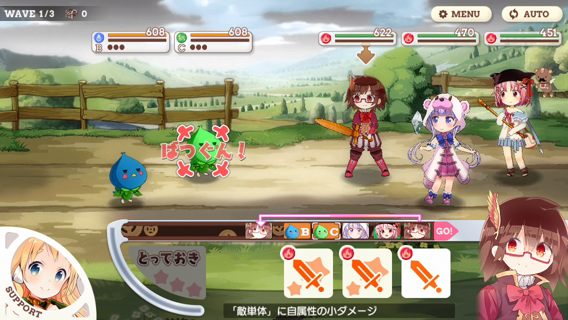 WAVE 1/3 0
MENU
AUTO
608
B
608
C
622
470
451
ばつぐん!
B
C
GO!
とっておき
SUPPORT
「敵単体」に自属性の小ダメージ